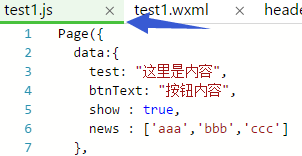 test1.js × test1.wxml × heade
1 Page({
2 data:{
3 test: "这里是内容",
4 btnText: "按钮内容",
5 show : true,
6 news : ['aaa','bbb','ccc']
7 },